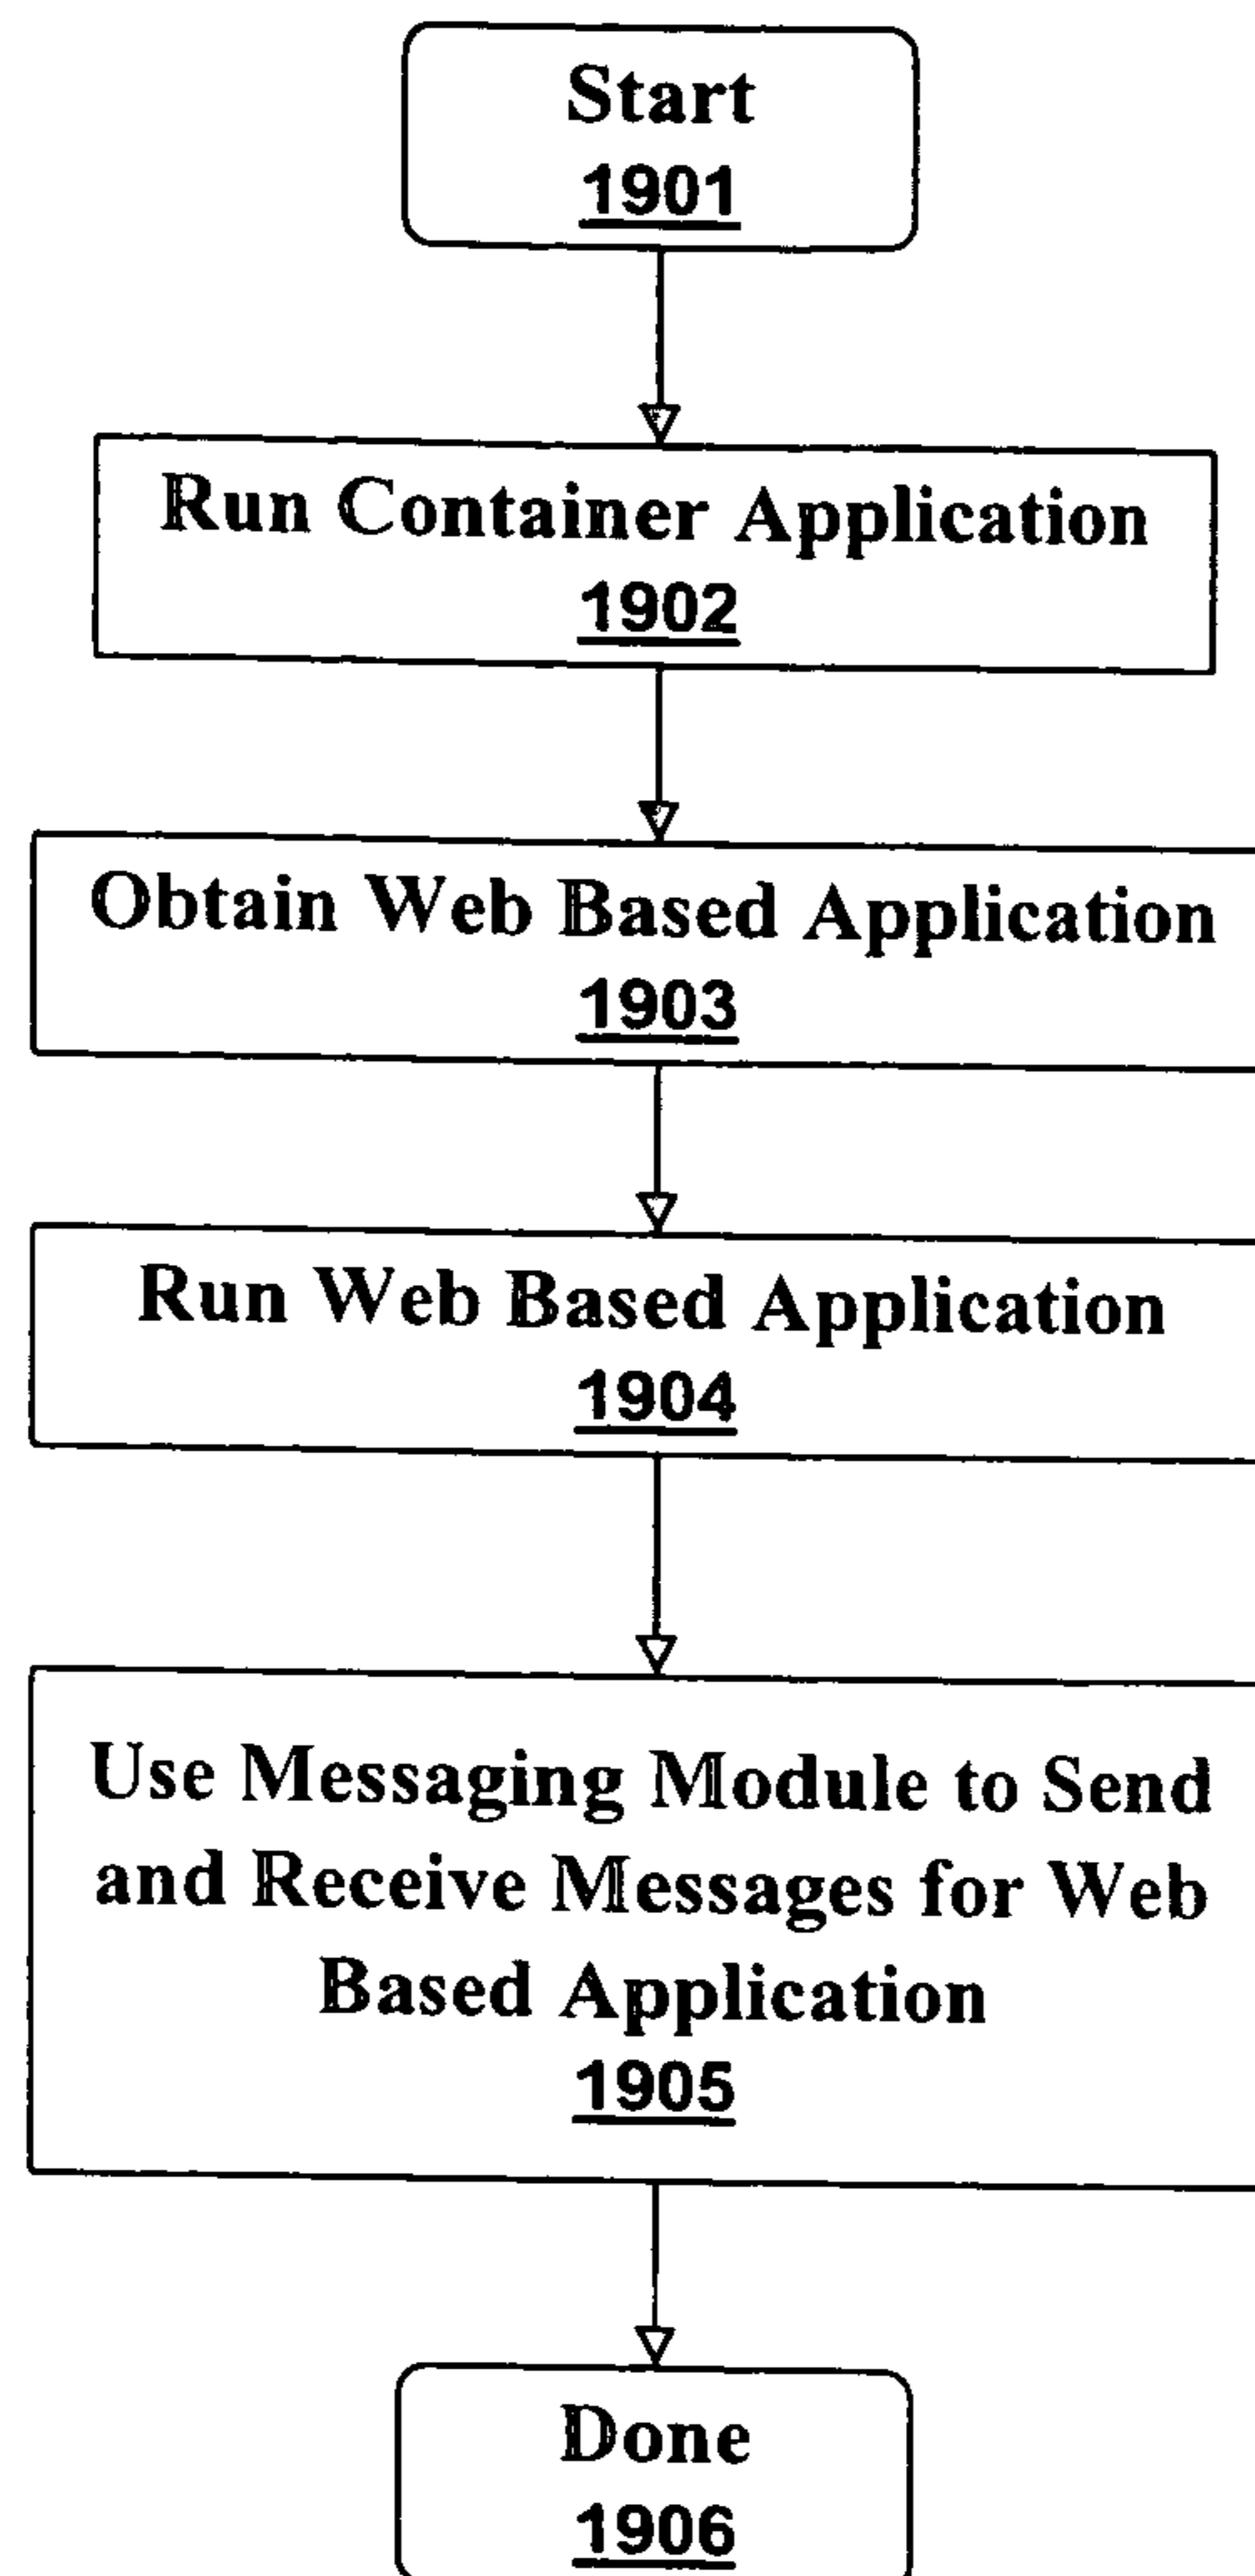 Start
1901
Run Container Application
1902
Obtain Web Based Application
1903
Run Web Based Application
1904
Use Messaging Module to Send
and Receive Messages for Web
Based Application
1905
Done
1906